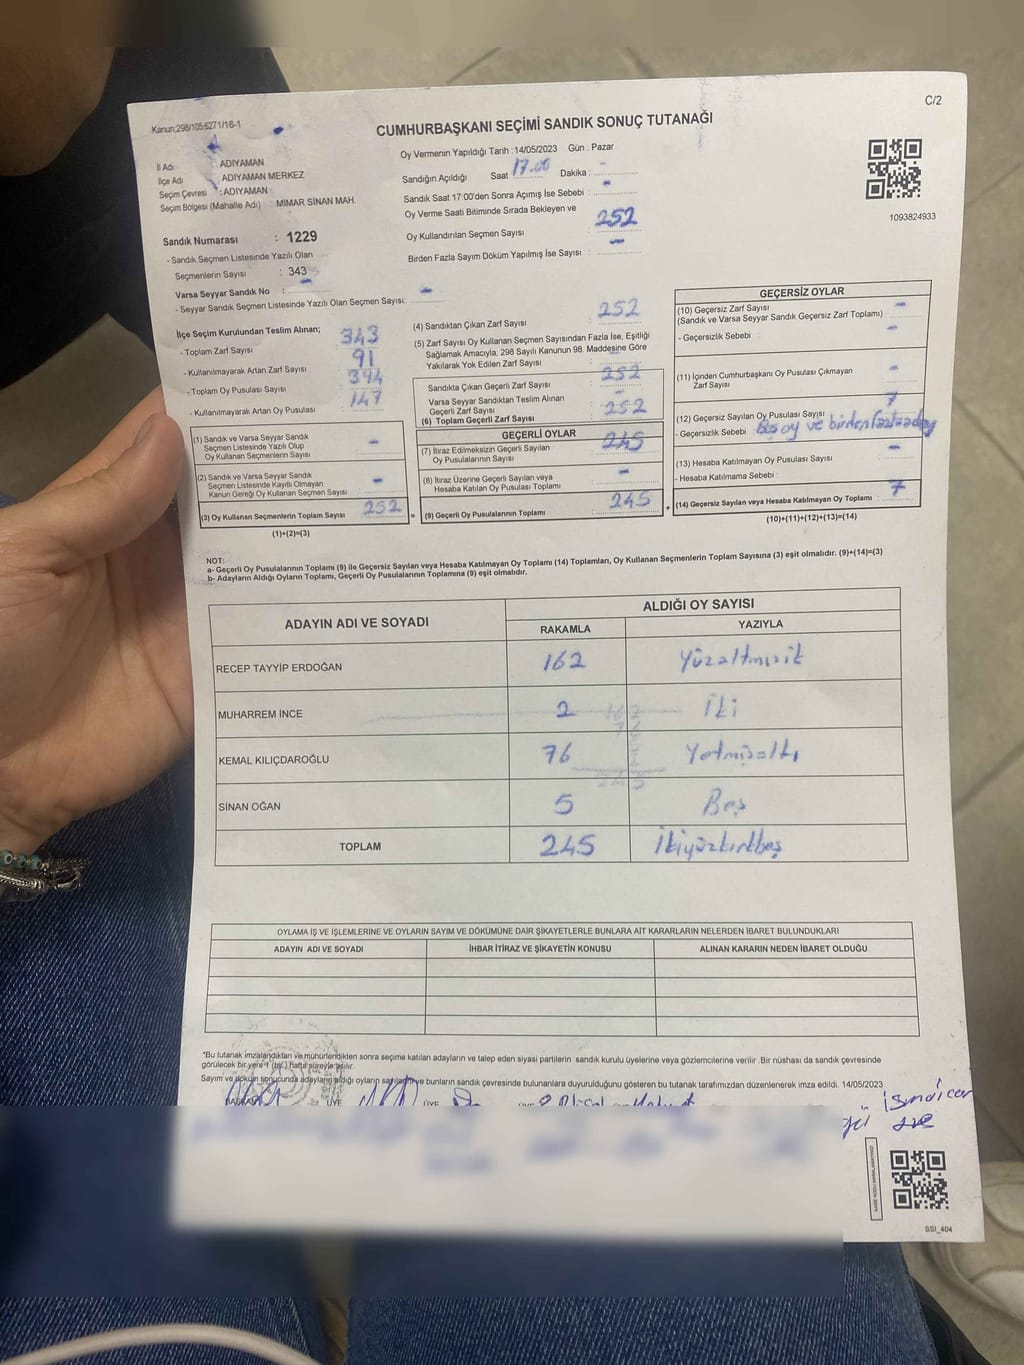 C/2
Kanun;298/105;6271/18-1
CUMHURBAŞKANI SEÇİMİ SANDIK SONUÇ TUTANAĞI
İl Adı : ADIYAMAN
İlçe Adı : ADIYAMAN MERKEZ
Seçim Çevresi : ADIYAMAN
Seçim Bölgesi (Mahalle Adı) : MİMAR SİNAN MAH.
Sandık Numarası : 1229
- Sandık Seçmen Listesinde Yazılı Olan
Seçmenlerin Sayısı : 343
Varsa Seyyar Sandık No : -
- Seyyar Sandık Seçmen Listesinde Yazılı Olan Seçmen Sayısı: -
Oy Vermenin Yapıldığı Tarih : 14/05/2023 Gün : Pazar
Sandığın Açıldığı Saat 17.00 Dakika : -
Sandık Saat 17:00'den Sonra Açımış İse Sebebi : -
Oy Verme Saati Bitiminde Sırada Bekleyen ve
Oy Kullandırılan Seçmen Sayısı : 252
Birden Fazla Sayım Döküm Yapılmış İse Sayısı : -
1093824933
İlçe Seçim Kurulundan Teslim Alınan;
- Toplam Zarf Sayısı : 343
- Kullanılmayarak Artan Zarf Sayısı : 91
- Toplam Oy Pusulası Sayısı : 394
- Kullanılmayarak Artan Oy Pusulası : 147
(1) Sandık ve Varsa Seyyar Sandık
Seçmen Listesinde Yazılı Olup
Oy Kullanan Seçmenlerin Sayısı : -
(2) Sandık ve Varsa Seyyar Sandık
Seçmen Listesinde Kayıtlı Olmayan
Kanun Gereği Oy Kullanan Seçmen Sayısı : -
(3) Oy Kullanan Seçmenlerin Toplam Sayısı : 252
(1)+(2)=(3)
(4) Sandıktan Çıkan Zarf Sayısı : 252
(5) Zarf Sayısı Oy Kullanan Seçmen Sayısından Fazla İse, Eşitliği
Sağlamak Amacıyla, 298 Sayılı Kanunun 98. Maddesine Göre
Yakılarak Yok Edilen Zarf Sayısı :
Sandıkta Çıkan Geçerli Zarf Sayısı : 252
Varsa Seyyar Sandıktan Teslim Alınan
Geçerli Zarf Sayısı :
(6) Toplam Geçerli Zarf Sayısı : 252
GEÇERLİ OYLAR
(7) İtiraz Edilmeksizin Geçerli Sayılan
Oy Pusulalarının Sayısı : 245
(8) İtiraz Üzerine Geçerli Sayılan veya
Hesaba Katılan Oy Pusulası Toplamı : -
(9) Geçerli Oy Pusulalarının Toplamı : 245
GEÇERSİZ OYLAR
(10) Geçersiz Zarf Sayısı
(Sandık ve Varsa Seyyar Sandık Geçersiz Zarf Toplamı) : -
- Geçersizlik Sebebi : -
(11) İçinden Cumhurbaşkanı Oy Pusulası Çıkmayan
Zarf Sayısı : -
(12) Geçersiz Sayılan Oy Pusulası Sayısı : 7
- Geçersizlik Sebebi : Boş oy ve birden fazla aday
(13) Hesaba Katılmayan Oy Pusulası Sayısı : -
- Hesaba Katılmama Sebebi :
(14) Geçersiz Sayılan veya Hesaba Katılmayan Oy Toplamı : 7
(10)+(11)+(12)+(13)=(14)
NOT:
a- Geçerli Oy Pusulalarının Toplamı (9) ile Geçersiz Sayılan veya Hesaba Katılmayan Oy Toplamı (14) Toplamları, Oy Kullanan Seçmenlerin Toplam Sayısına (3) eşit olmalıdır. (9)+(14)=(3)
b- Adayların Aldığı Oyların Toplamı, Geçerli Oy Pusulalarının Toplamına (9) eşit olmalıdır.
ADAYIN ADI VE SOYADI ALDIĞI OY SAYISI
RAKAMLA YAZIYLA
RECEP TAYYİP ERDOĞAN 162 Yüzaltmışiki
MUHARREM İNCE 2 İki
KEMAL KILIÇDAROĞLU 76 Yetmişaltı
SİNAN OĞAN 5 Beş
TOPLAM 245 İkiyüzkırkbeş
OYLAMA İŞ VE İŞLEMLERİNE VE OYLARIN SAYIM VE DÖKÜMÜNE DAİR ŞİKAYETLERLE BUNLARA AİT KARARLARIN NELERDEN İBARET BULUNDUKLARI
ADAYIN ADI VE SOYADI İHBAR İTİRAZ VE ŞİKAYETİN KONUSU ALINAN KARARIN NEDEN İBARET OLDUĞU
"Bu tutanak imzalandıktan ve mühürlendikten sonra seçime katılan adayların ve talep eden siyasi partilerin sandık kurulu üyelerine veya gözlemcilerine verilir .Bir nüshası da sandık çevresinde
görülecek bir yere 1 (bir) hafta süreyle asılır.
Sayım ve döküm sonucunda adayların aldığı oyların sayılarını ve bunların sandık çevresinde bulunanlara duyurulduğunu gösteren bu tutanak tarafımızdan düzenlenerek imza edildi. 14/05/2023
BAŞKAN ÜYE ÜYE
SSI_404